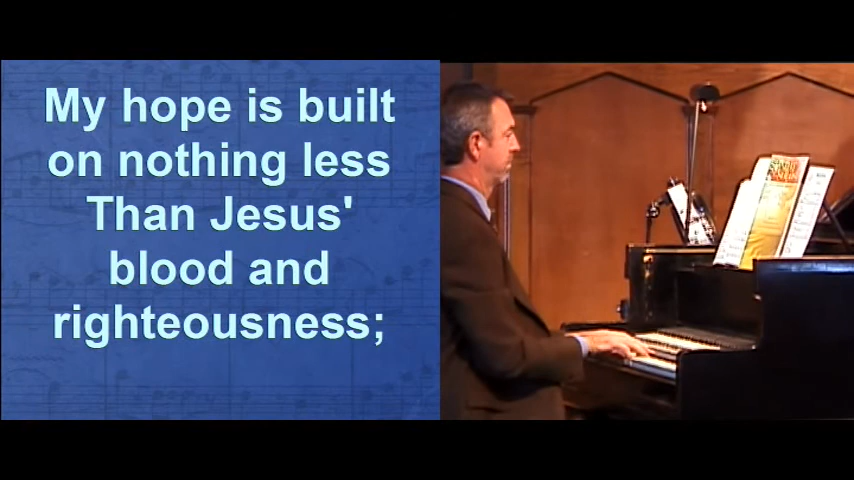 My hope is built
on nothing less
Than Jesus'
blood and
righteousness;